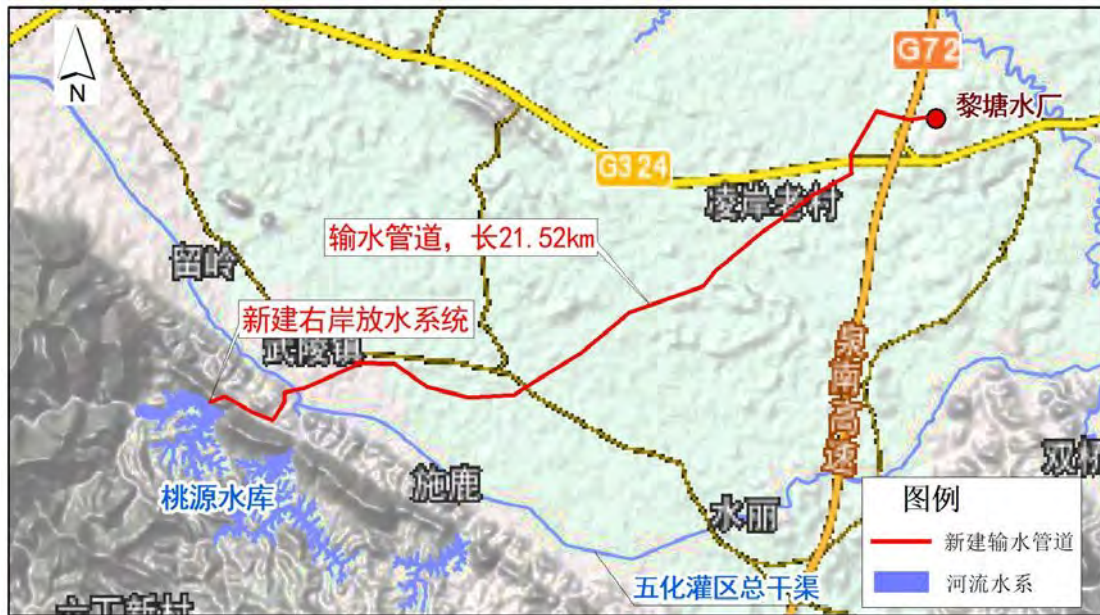 G72
黎塘水厂
N
G324
凌岸老村
输水管道，长21.52km
留岭
新建右岸放水系统
武陵镇
泉南高速
施鹿
桃源水库
水丽
双桥
图例
新建输水管道
河流水系
五化灌区总干渠